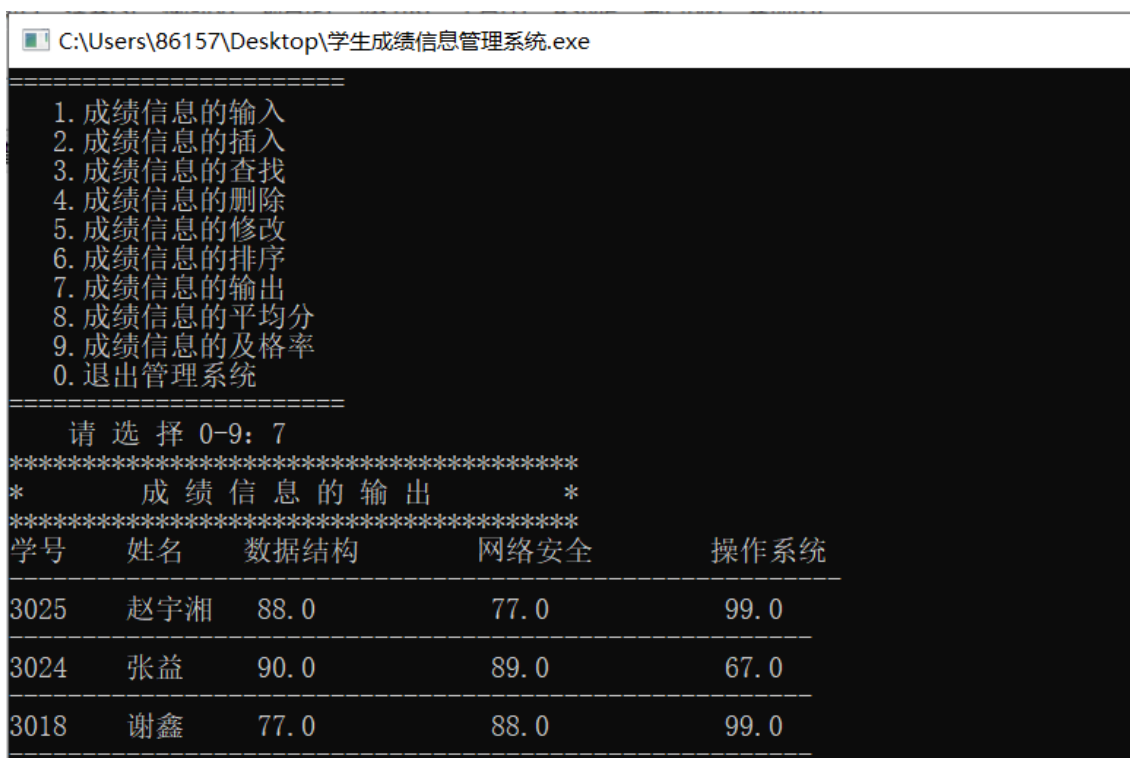 C:\Users\86157\Desktop\学生成绩信息管理系统.exe
=======================
1.成绩信息的输入
2.成绩信息的插入
3.成绩信息的查找
4.成绩信息的删除
5.成绩信息的修改
6.成绩信息的排序
7.成绩信息的输出
8.成绩信息的平均分
9.成绩信息的及格率
0.退出管理系统
=======================
请 选 择 0-9: 7
***************************************
* 成 绩 信 息 的 输 出 *
***************************************
学号 姓名 数据结构 网络安全 操作系统
---------------------------------------------------------
3025 赵宇湘 88.0 77.0 99.0
-------------------------------------------------------
3024 张益 90.0 89.0 67.0
-------------------------------------------------------
3018 谢鑫 77.0 88.0 99.0
-------------------------------------------------------